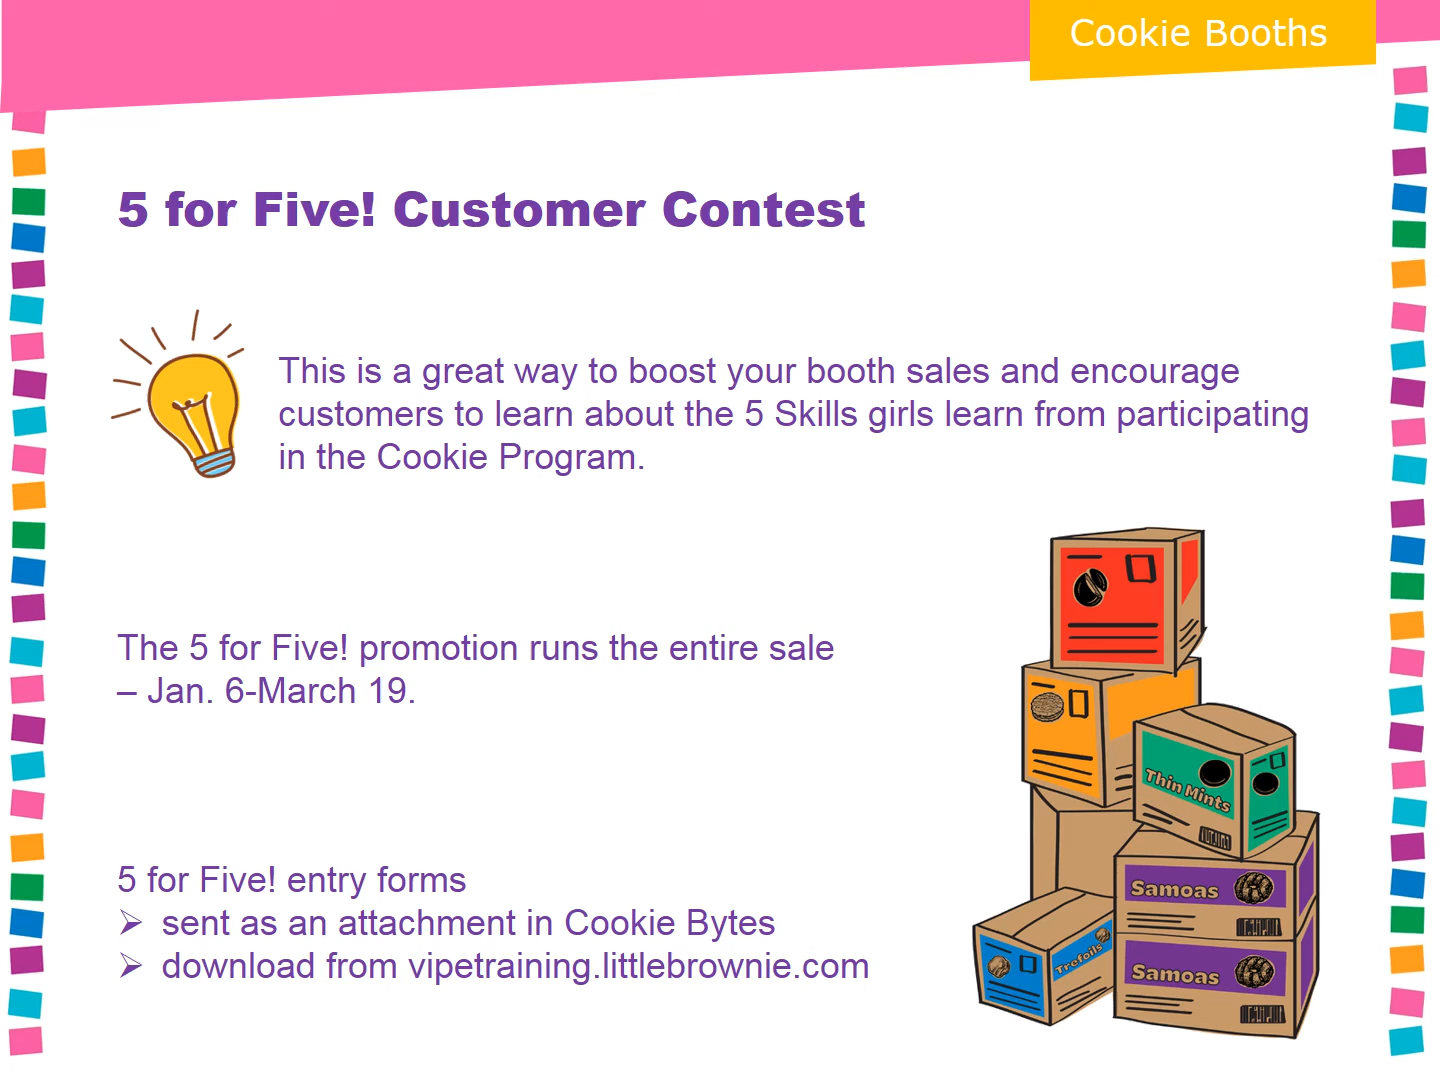 Cookie Booths
5 for Five! Customer Contest
This is a great way to boost your booth sales and encourage
customers to learn about the 5 Skills girls learn from participating
in the Cookie Program.
The 5 for Five! promotion runs the entire sale
– Jan. 6-March 19.
5 for Five! entry forms
➢ sent as an attachment in Cookie Bytes
➢ download from vipetraining.littlebrownie.com
Thin Mints
Samoas
Trefoils
Samoas